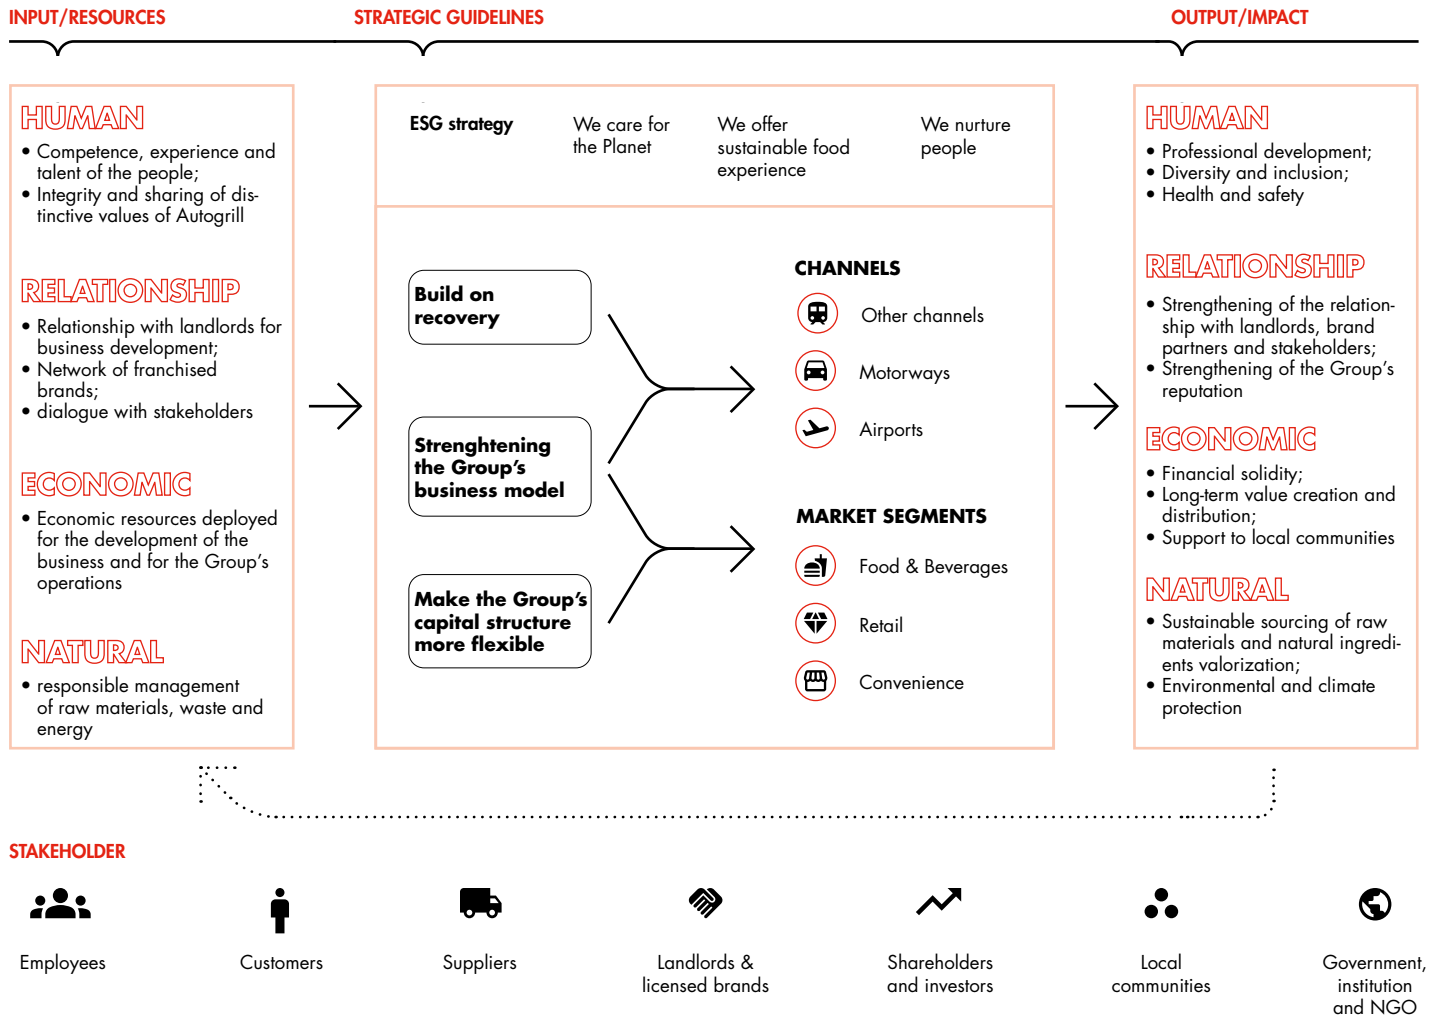 INPUT/RESOURCES
STRATEGIC GUIDELINES
OUTPUT/IMPACT
HUMAN
• Competence, experience and
talent of the people;
• Integrity and sharing of dis-
tinctive values of Autogrill
RELATIONSHIP
• Relationship with landlords for
business development;
• Network of franchised
brands;
• dialogue with stakeholders
ECONOMIC
• Economic resources deployed
for the development of the
business and for the Group's
operations
NATURAL
• responsible management
of raw materials, waste and
energy
ESG strategy
We care for
the Planet
We offer
sustainable food
experience
We nurture
people
Build on
recovery
Strenghtening
the Group's
business model
Make the Group's
capital structure
more flexible
CHANNELS
Other channels
Motorways
Airports
MARKET SEGMENTS
Food & Beverages
Retail
Convenience
HUMAN
• Professional development;
• Diversity and inclusion;
• Health and safety
RELATIONSHIP
• Strengthening of the relation-
ship with landlords, brand
partners and stakeholders;
• Strengthening of the Group's
reputation
ECONOMIC
• Financial solidity;
• Long-term value creation and
distribution;
• Support to local communities
NATURAL
• Sustainable sourcing of raw
materials and natural ingredi-
ents valorization;
• Environmental and climate
protection
STAKEHOLDER
Employees
Customers
Suppliers
Landlords &
licensed brands
Shareholders
and investors
Local
communities
Government,
institution
and NGO